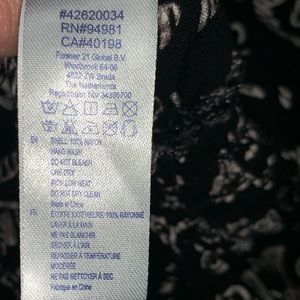 #42620034
RN#94981
CA#40198
Forever 21 Global B.V.
Westbroek 64-66
4822 ZW Breda
The Netherlands
Registration No: 34306700
EN
SHELL: 100% RAYON
HAND WASH
DO NOT BLEACH
LINE DRY
IRON LOW HEAT
DO NOT DRY CLEAN
Made in China
FR
ÉTOFFE EXTÉRIEURE: 100% RAYONNE
LAVER À LA MAIN
NE PAS BLANCHIR
SÉCHER À L'AIR
REPASSER À TEMPÉRATURE
MODÉRÉE
NE PAS NETTOYER À SEC
Fabriqué en Chine